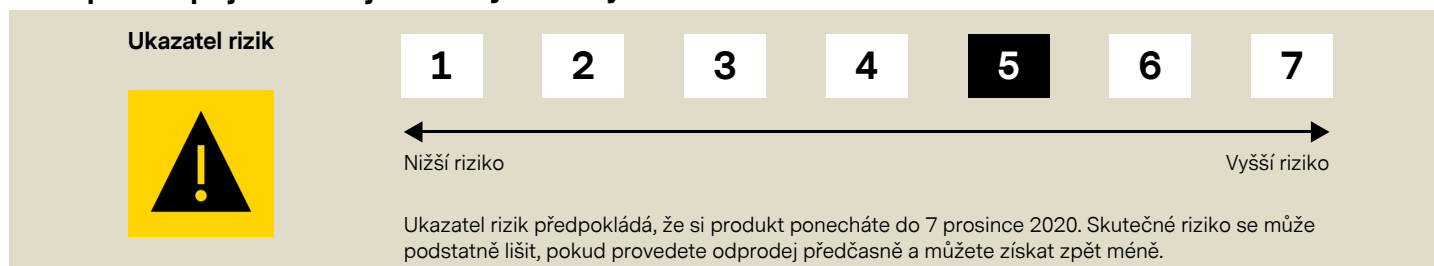 Ukazatel rizik
1 2 3 4 5 6 7
Nižší riziko Vyšší riziko
Ukazatel rizik předpokládá, že si produkt ponecháte do 7 prosince 2020. Skutečné riziko se může
podstatně lišit, pokud provedete odprodej předčasně a můžete získat zpět méně.